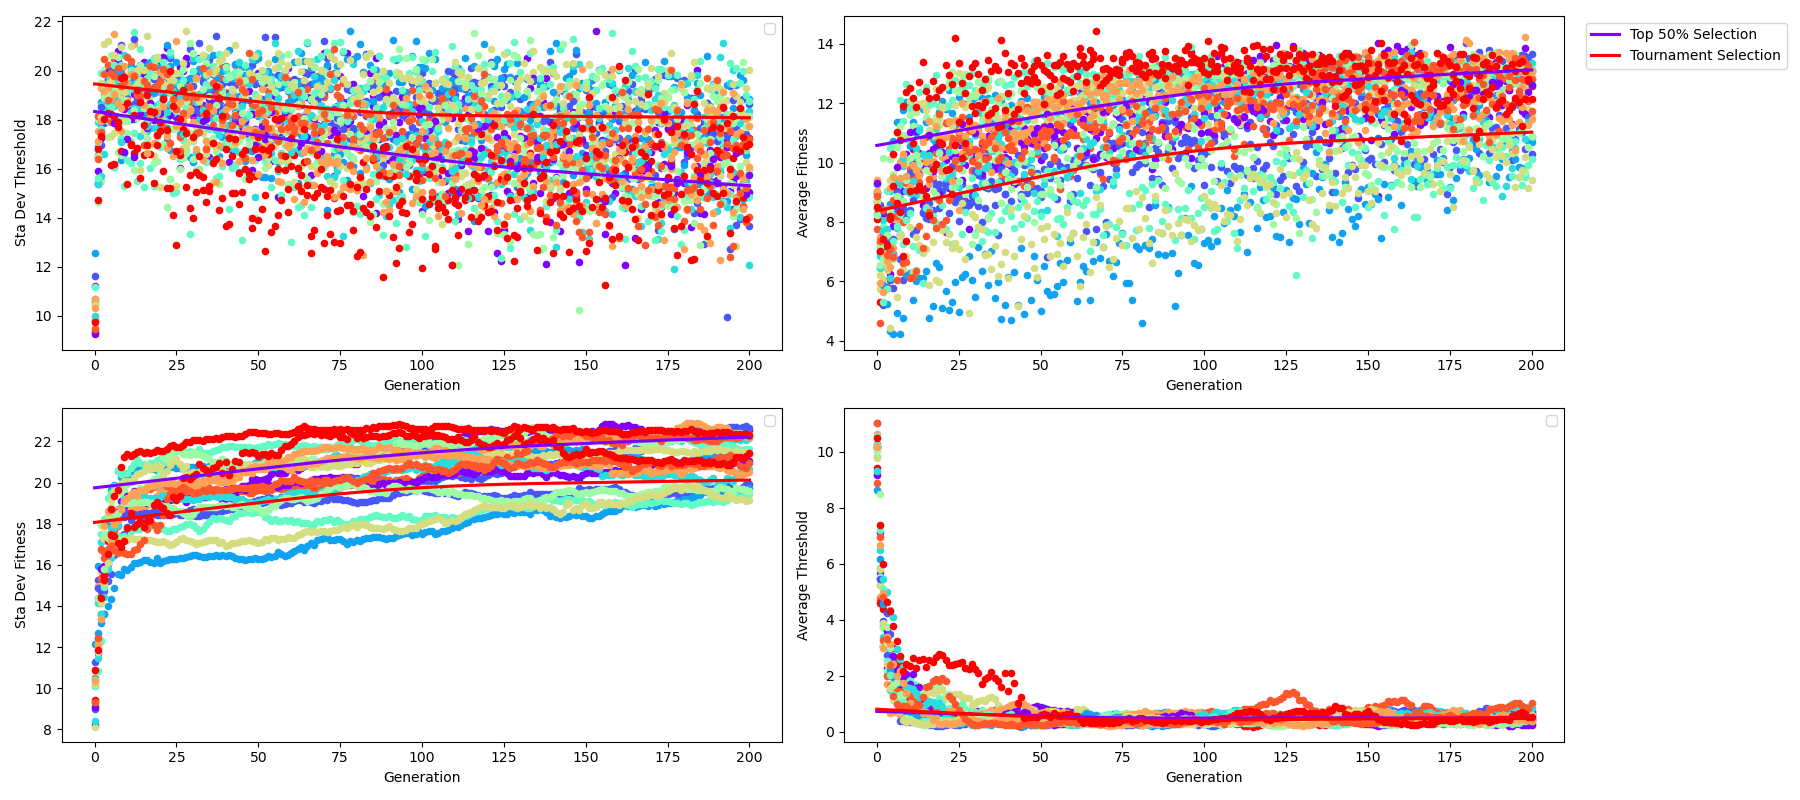 22
20
18
16
14
12
10
Sta Dev Threshold
0 25 50 75 100 125 150 175 200
Generation
14
12
10
8
6
4
Average Fitness
0 25 50 75 100 125 150 175 200
Generation
Top 50% Selection
Tournament Selection
22
20
18
16
14
12
10
8
Sta Dev Fitness
0 25 50 75 100 125 150 175 200
Generation
10
8
6
4
2
0
Average Threshold
0 25 50 75 100 125 150 175 200
Generation